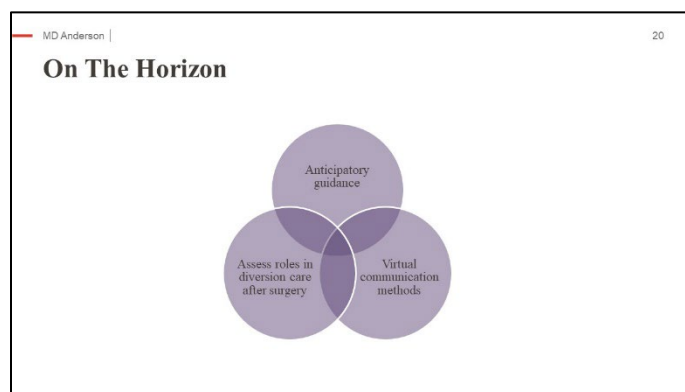 MD Anderson |
20
On The Horizon
Anticipatory
guidance
Assess roles in
diversion care
after surgery
Virtual
communication
methods